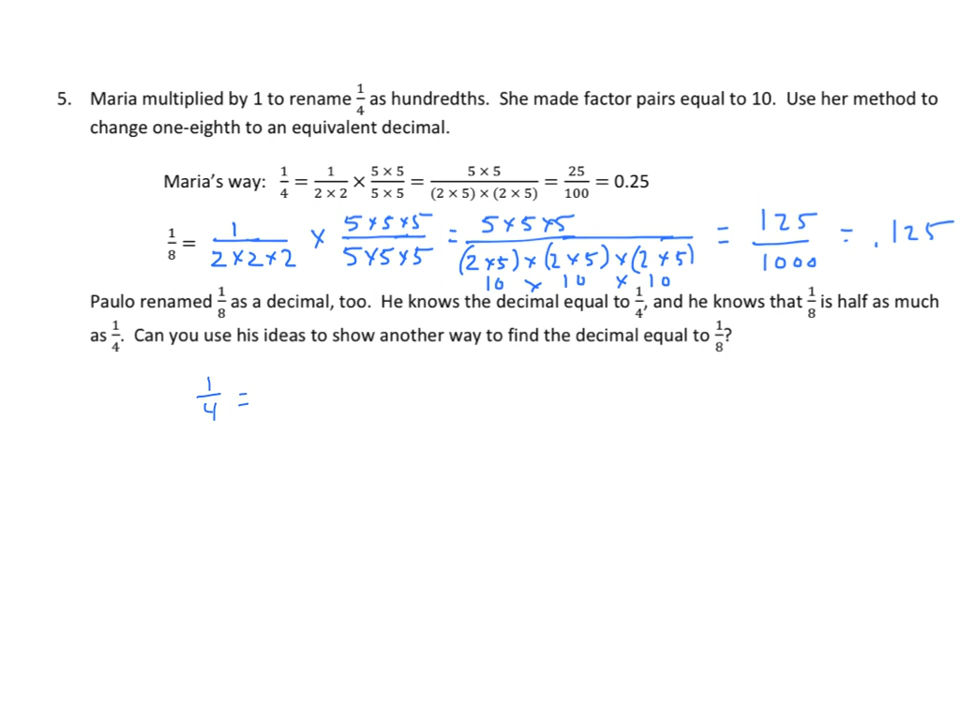 5. Maria multiplied by 1 to rename 1/4 as hundredths. She made factor pairs equal to 10. Use her method to
change one-eighth to an equivalent decimal.
Maria's way: 1/4 = 1/(2 × 2) × (5 × 5)/(5 × 5) = (5 × 5)/((2 × 5) × (2 × 5)) = 25/100 = 0.25
1/8 = 1/(2 × 2 × 2) × (5 × 5 × 5)/(5 × 5 × 5) = (5 × 5 × 5)/((2 × 5) × (2 × 5) × (2 × 5)) = 125/1000 = .125
10 × 10 × 10
Paulo renamed 1/8 as a decimal, too. He knows the decimal equal to 1/4, and he knows that 1/8 is half as much
as 1/4. Can you use his ideas to show another way to find the decimal equal to 1/8?
1/4 =